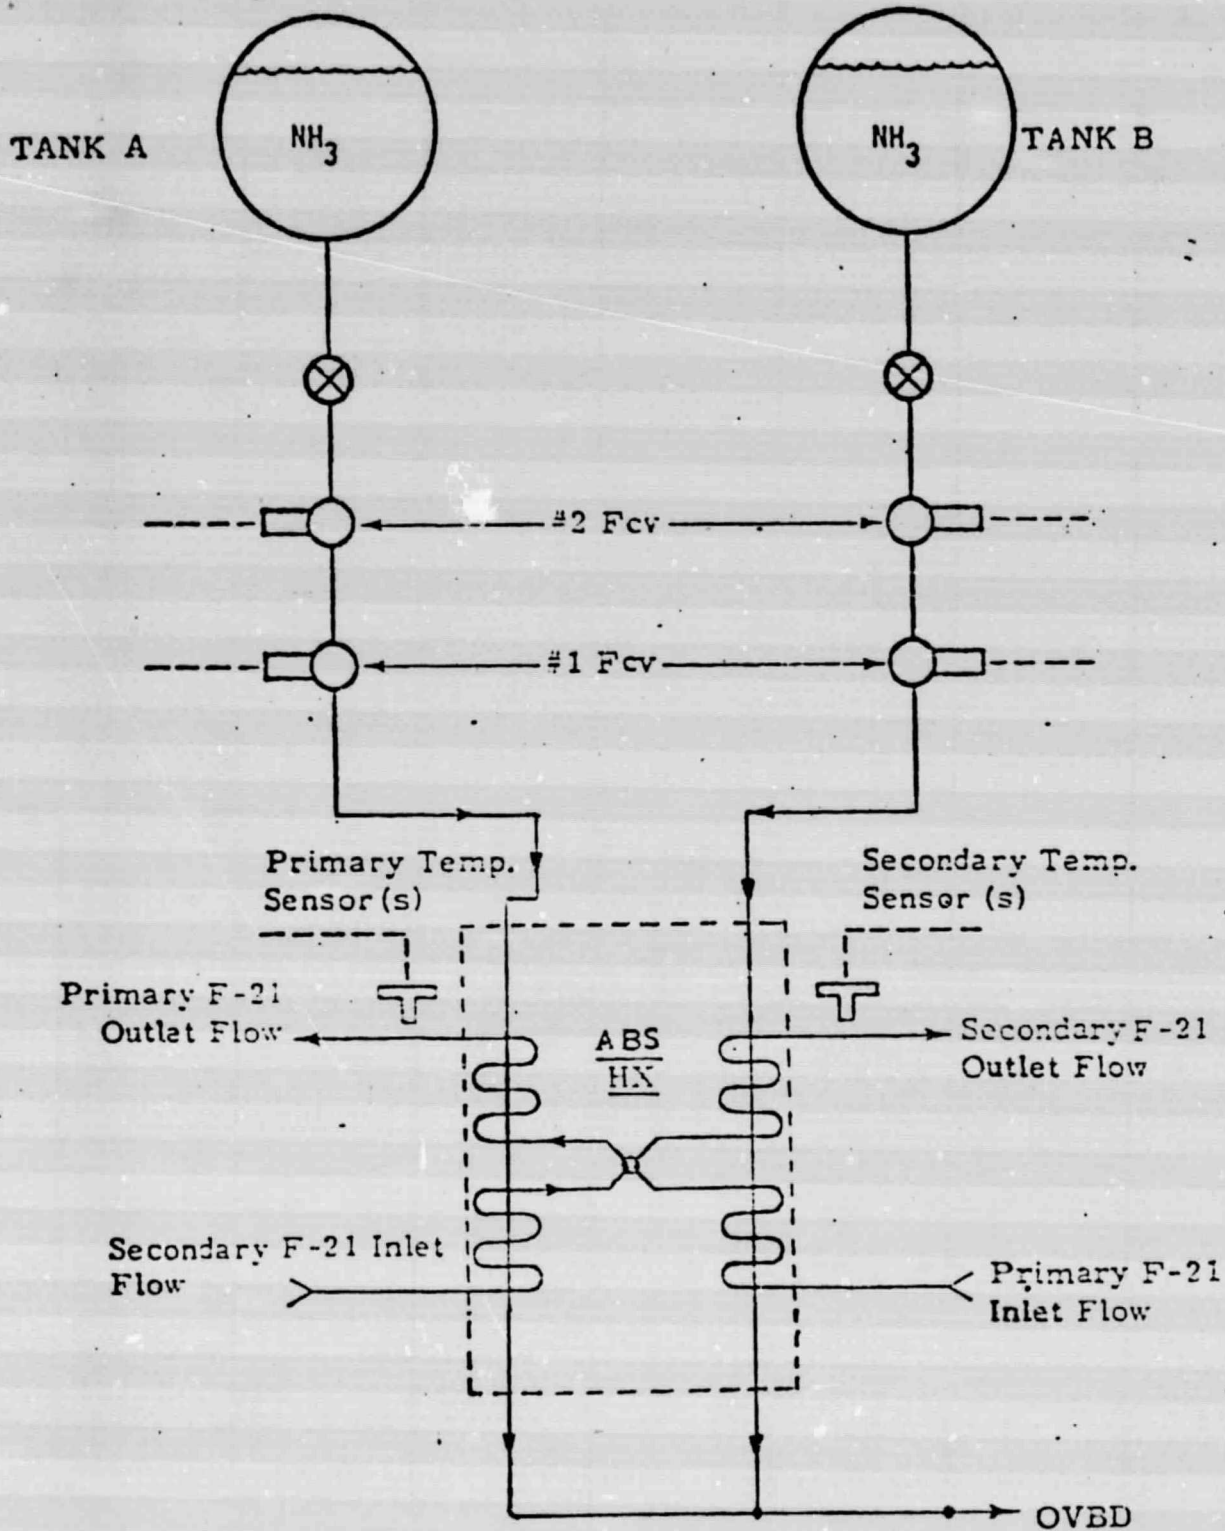 TANK A
NH3
NH3
TANK B
#2 Fcv
#1 Fcv
Primary Temp.
Sensor(s)
Secondary Temp.
Sensor (s)
Primary F-21
Outlet Flow
ABS
HX
Secondary F-21
Outlet Flow
Secondary F-21 Inlet
Flow
Primary F-21
Inlet Flow
OVBD